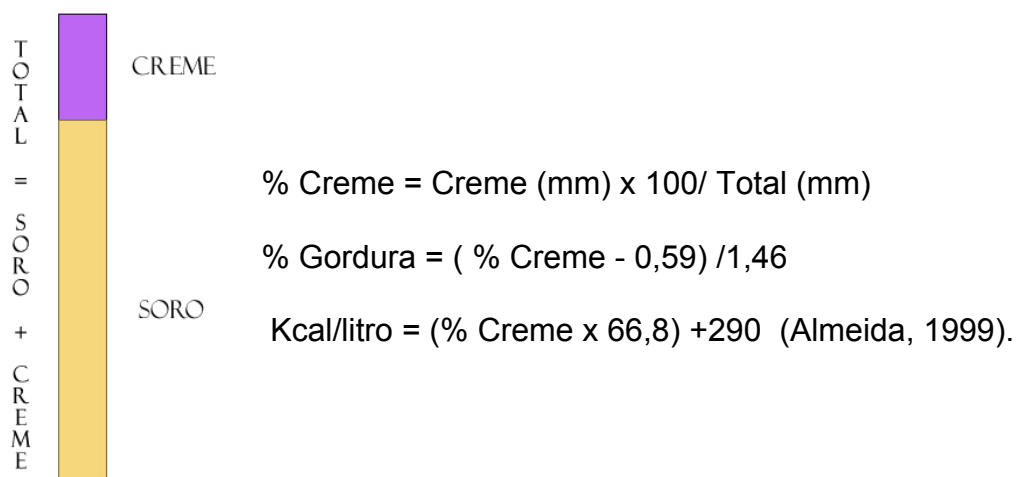 TOTAL = SORO + CREME
CREME
% Creme = Creme (mm) x 100/ Total (mm)
% Gordura = ( % Creme - 0,59) /1,46
SORO
Kcal/litro = (% Creme x 66,8) +290 (Almeida, 1999).